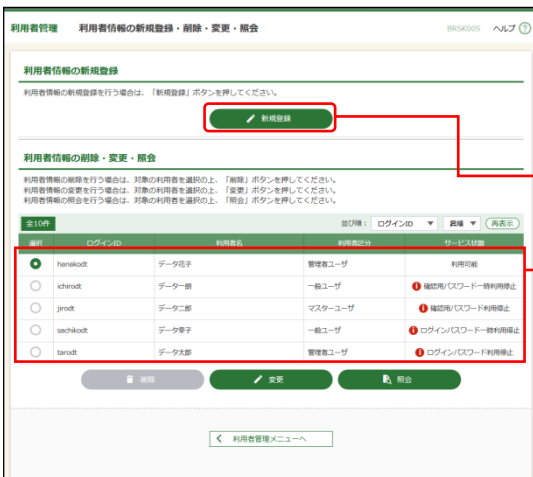 利用者管理 利用者情報の新規登録・削除・変更・照会 BRSK005 ヘルプ ?
利用者情報の新規登録
利用者情報の新規登録を行う場合は、「新規登録」ボタンを押してください。
新規登録
利用者情報の削除・変更・照会
利用者情報の削除を行う場合は、対象の利用者を選択の上、「削除」ボタンを押してください。
利用者情報の変更を行う場合は、対象の利用者を選択の上、「変更」ボタンを押してください。
利用者情報の照会を行う場合は、対象の利用者を選択の上、「照会」ボタンを押してください。
全10件 並び順： ログインID ▼ 昇順 ▼ 再表示
選択 ログインID 利用者名 利用者区分 サービス状態
hanakodt データ花子 管理者ユーザ 利用可能
ichirodt データ一朗 一般ユーザ 確認用パスワード一時利用停止
jirodt データ二郎 マスターユーザ 確認用パスワード利用停止
sachikodt データ幸子 一般ユーザ ログインパスワード一時利用停止
tarodt データ太郎 管理者ユーザ ログインパスワード利用停止
削除 変更 照会
利用者管理メニューへ